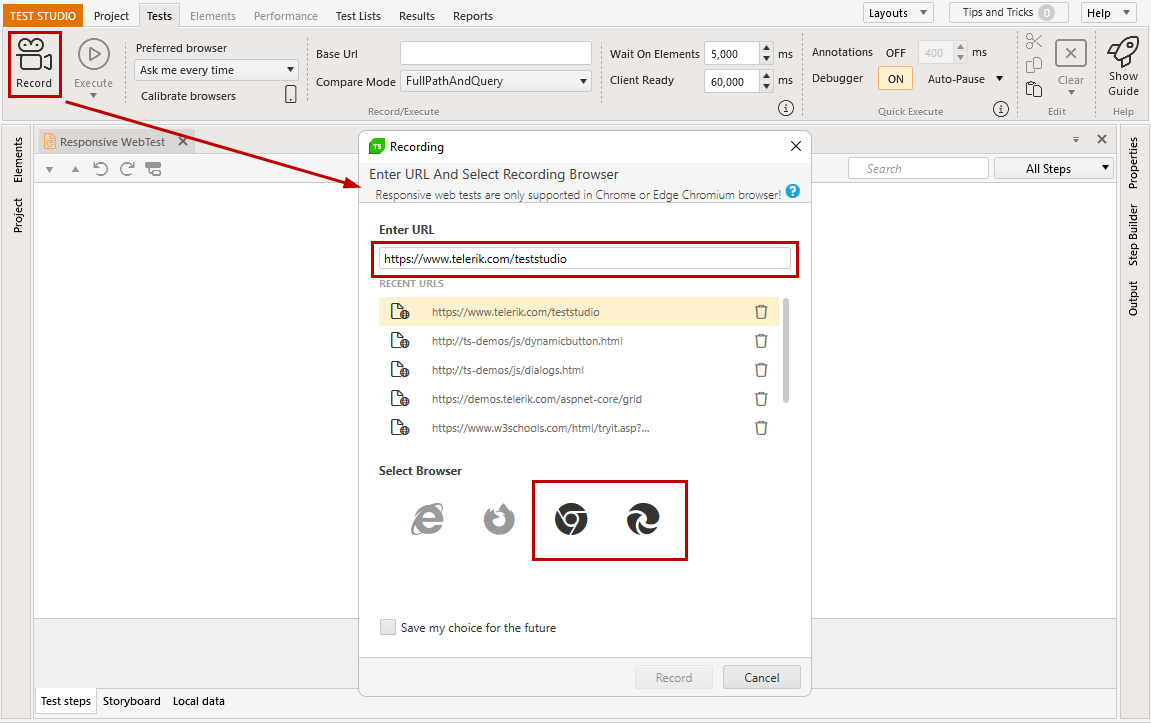 TEST STUDIO Project Tests Elements Performance Test Lists Results Reports Layouts Tips and Tricks 0 Help
Record
Execute
Preferred browser
Ask me every time
Calibrate browsers
Base Url
Compare Mode FullPathAndQuery
Record/Execute
Wait On Elements 5,000 ms
Client Ready 60,000 ms
Annotations OFF 400 ms
Debugger ON Auto-Pause
Quick Execute
Clear
Edit
Show
Guide
Help
Elements
Project
Responsive WebTest
Search
All Steps
Properties
Step Builder
Output
TS Recording
Enter URL And Select Recording Browser
Responsive web tests are only supported in Chrome or Edge Chromium browser! ?
Enter URL
https://www.telerik.com/teststudio
RECENT URLS
https://www.telerik.com/teststudio
http://ts-demos/js/dynamicbutton.html
http://ts-demos/js/dialogs.html
https://demos.telerik.com/aspnet-core/grid
https://www.w3schools.com/html/tryit.asp?...
Select Browser
Save my choice for the future
Record Cancel
Test steps Storyboard Local data